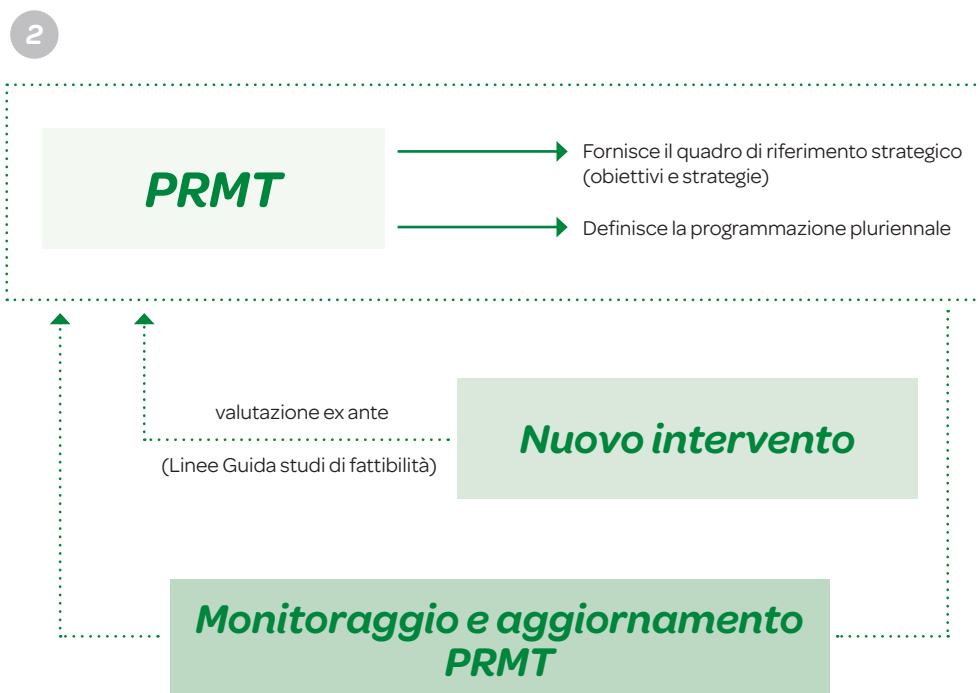 2
PRMT
Fornisce il quadro di riferimento strategico
(obiettivi e strategie)
Definisce la programmazione pluriennale
valutazione ex ante
(Linee Guida studi di fattibilità)
Nuovo intervento
Monitoraggio e aggiornamento
PRMT